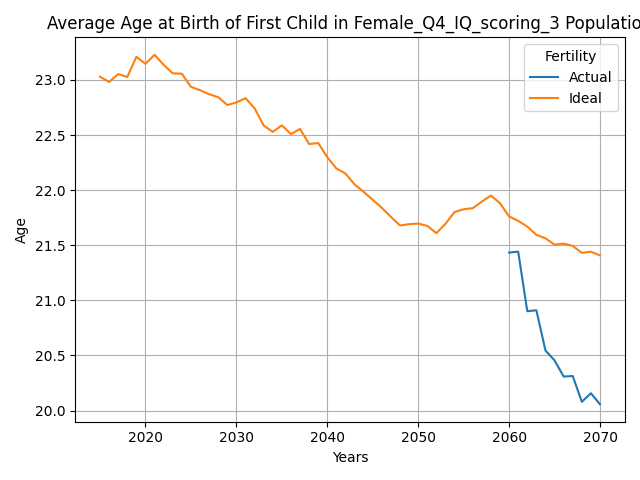 Average Age at Birth of First Child in Female_Q4_IQ_scoring_3 Populatio
Fertility
Actual
Ideal
Age
23.0
22.5
22.0
21.5
21.0
20.5
20.0
2020 2030 2040 2050 2060 2070
Years